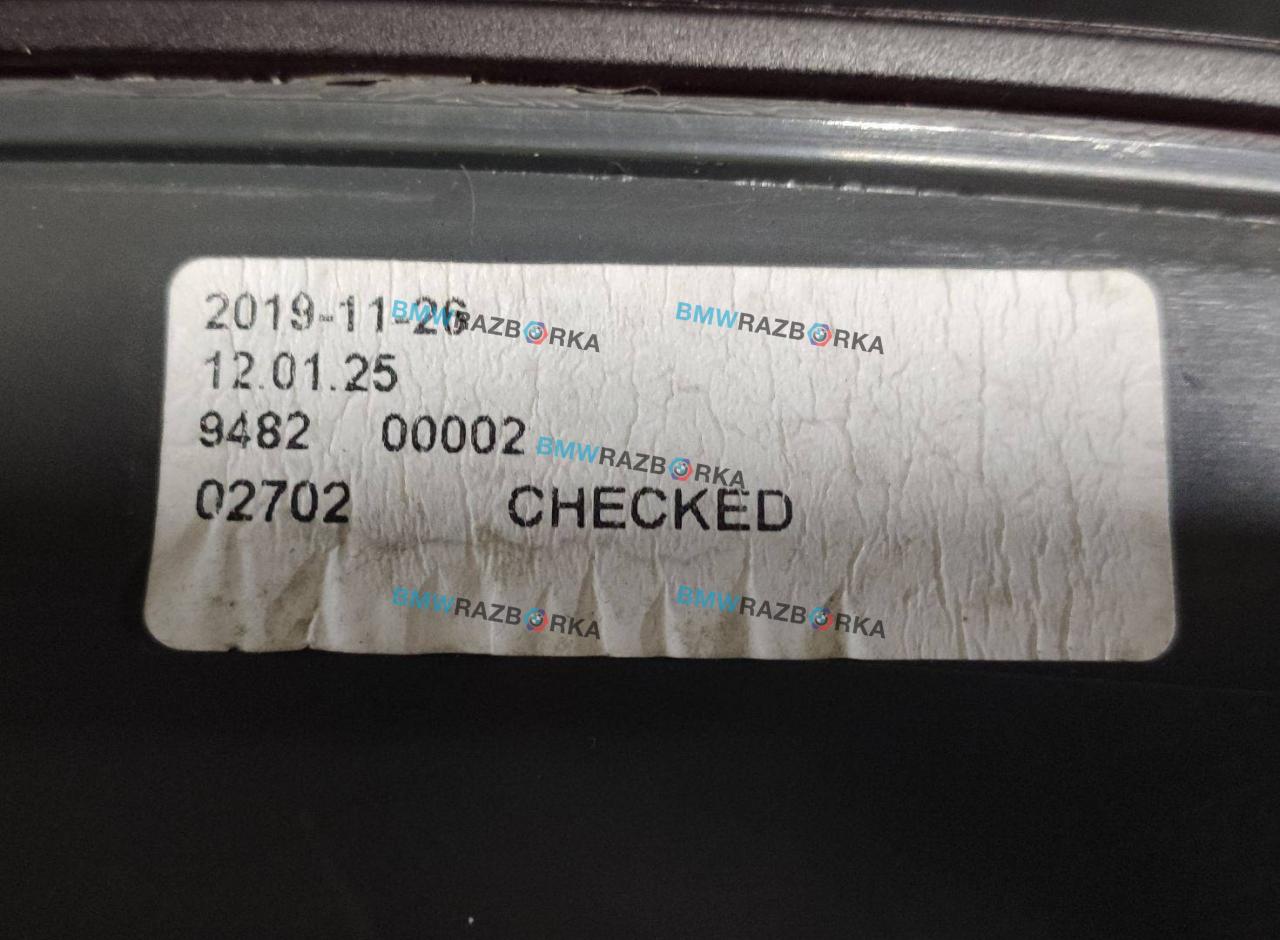 2019-11-26
12.01.25
9482 00002
02702 CHECKED
BMWRAZBORKA
BMWRAZBORKA
BMWRAZBORKA
BMWRAZBORKA
BMWRAZBORKA